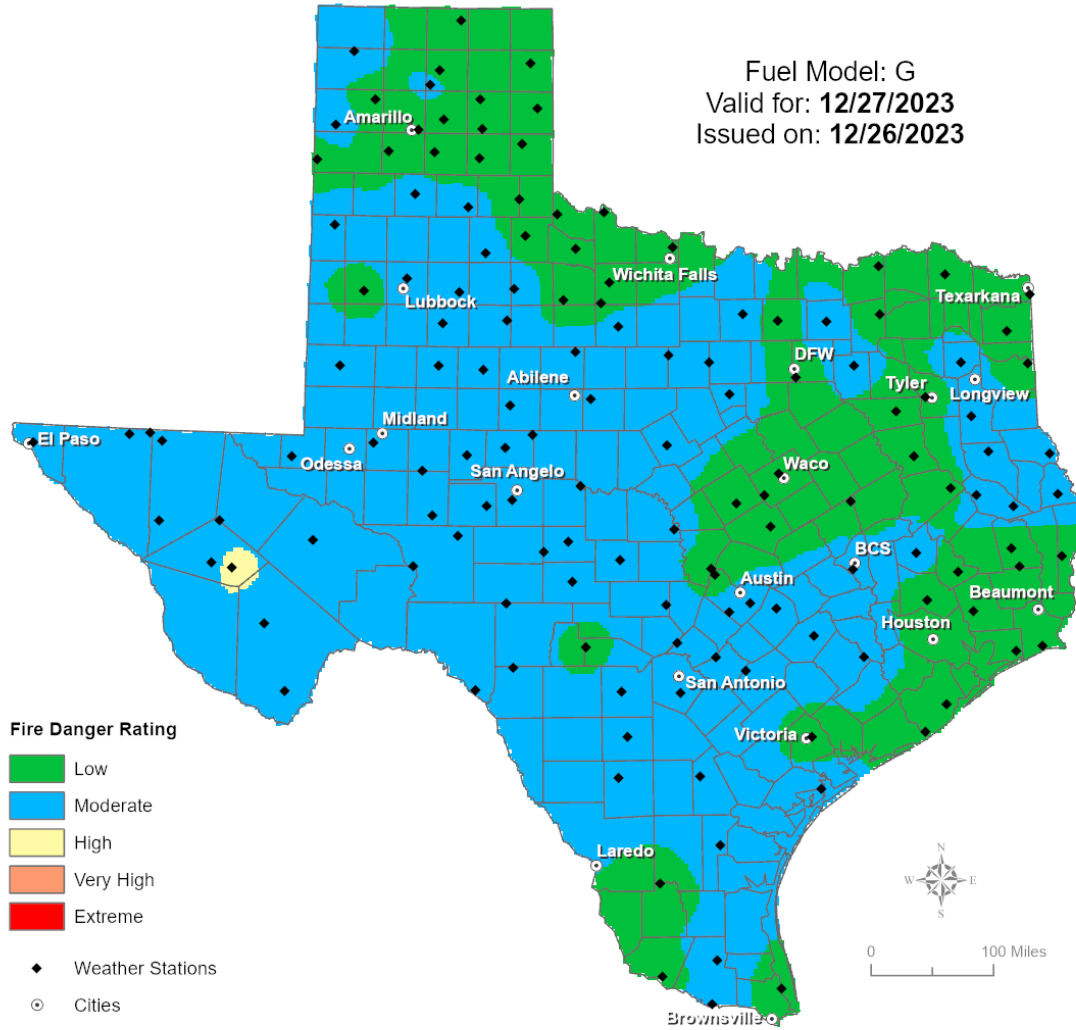 Fuel Model: G
Valid for: 12/27/2023
Issued on: 12/26/2023
Amarillo
Wichita Falls
Lubbock
Texarkana
DFW
Abilene
Tyler
Longview
Midland
El Paso
Odessa
San Angelo
Waco
BCS
Austin
Beaumont
Houston
San Antonio
Victoria
Laredo
Brownsville
Fire Danger Rating
Low
Moderate
High
Very High
Extreme
Weather Stations
Cities
N
W E
S
0 100 Miles